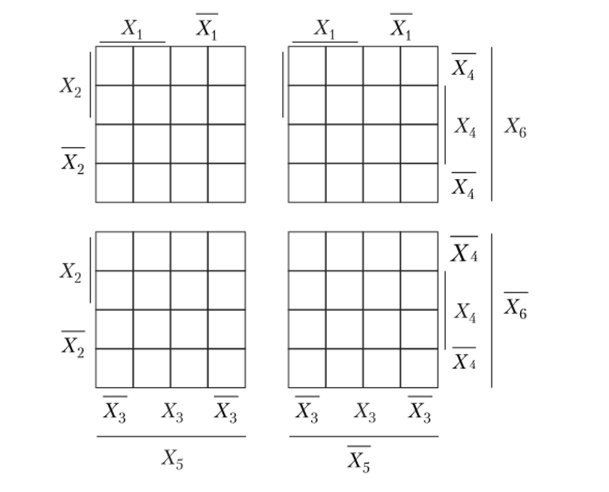 X₁ X̅₁ X₁ X̅₁
X̅₄
X₂
X₄ X₆
X̅₂
X̅₄
X̅₄
X₂
X₄ X̅₆
X̅₂
X̅₄
X̅₃ X₃ X̅₃ X̅₃ X₃ X̅₃
X₅ X̅₅